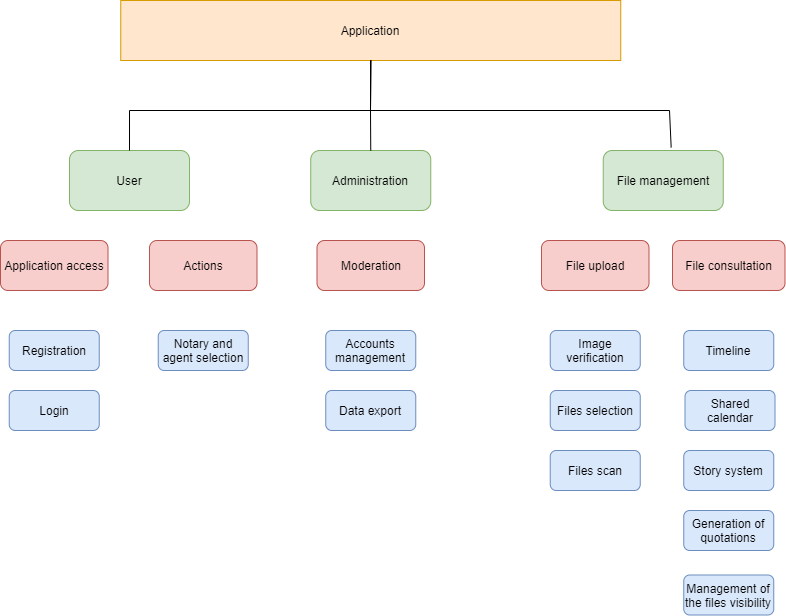 Application
User
Administration
File management
Application access
Actions
Moderation
File upload
File consultation
Registration
Notary and
agent selection
Accounts
management
Image
verification
Timeline
Login
Data export
Files selection
Shared
calendar
Files scan
Story system
Generation of
quotations
Management of
the files visibility